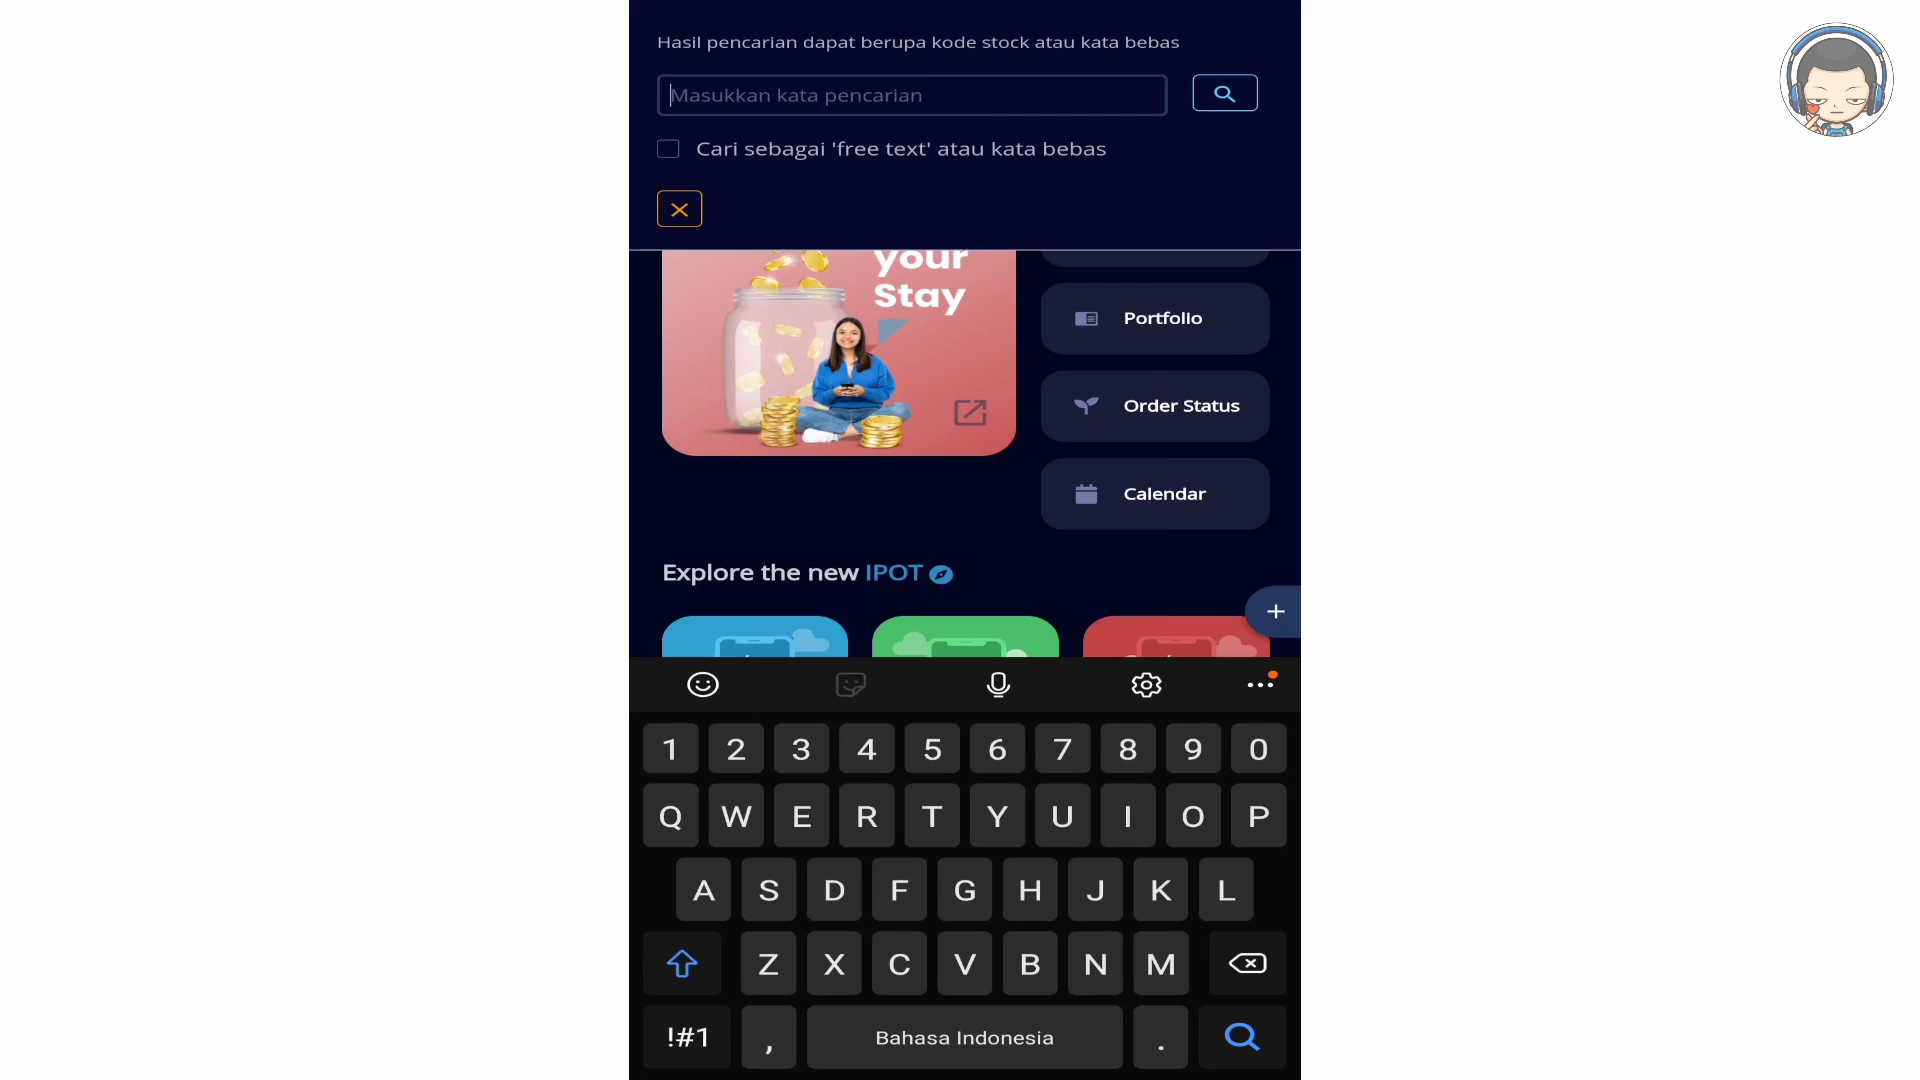 Hasil pencarian dapat berupa kode stock atau kata bebas
Masukkan kata pencarian
Cari sebagai 'free text' atau kata bebas
your
Stay
Portfolio
Order Status
Calendar
Explore the new IPOT
+
1 2 3 4 5 6 7 8 9 0
Q W E R T Y U I O P
A S D F G H J K L
Z X C V B N M
!#1 , Bahasa Indonesia .